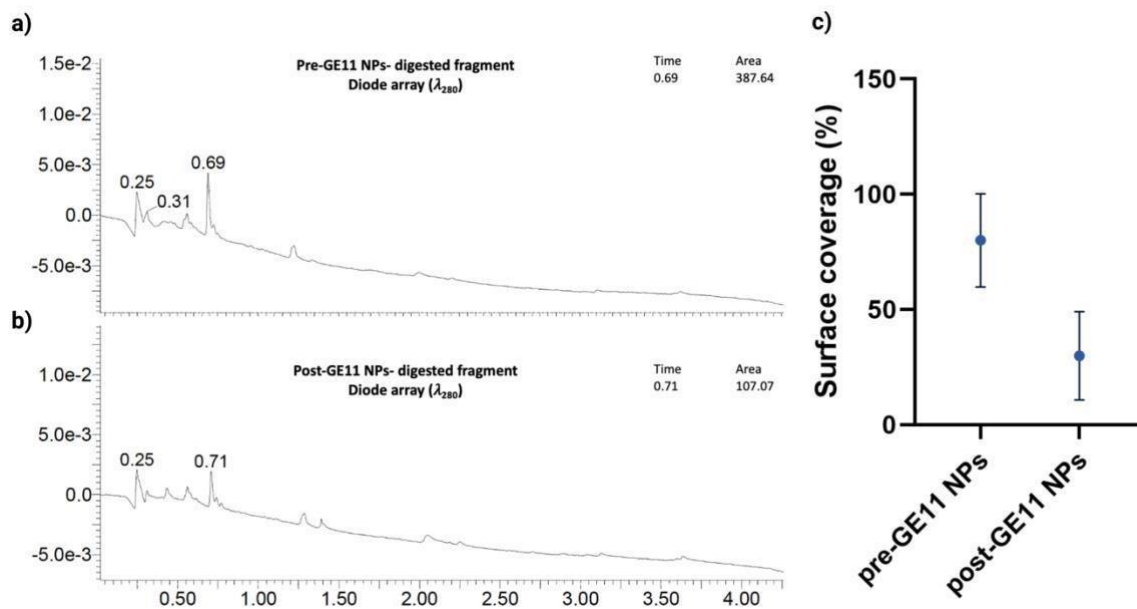 a)
Pre-GE11 NPs- digested fragment
Diode array (λ280)
Time Area
0.69 387.64
1.5e-2
1.0e-2
5.0e-3
0.0
-5.0e-3
0.25
0.31
0.69
b)
Post-GE11 NPs- digested fragment
Diode array (λ280)
Time Area
0.71 107.07
1.0e-2
5.0e-3
0.0
-5.0e-3
0.25
0.71
0.50 1.00 1.50 2.00 2.50 3.00 3.50 4.00
c)
Surface coverage (%)
150
100
50
0
pre-GE11 NPs
post-GE11 NPs